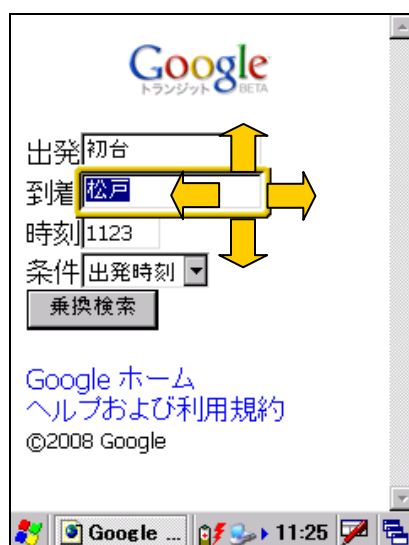 Google
トランジット BETA
出発 初台
到着 松戸
時刻 1123
条件 出発時刻
乗換検索
Google ホーム
ヘルプおよび利用規約
©2008 Google
Google ... 11:25